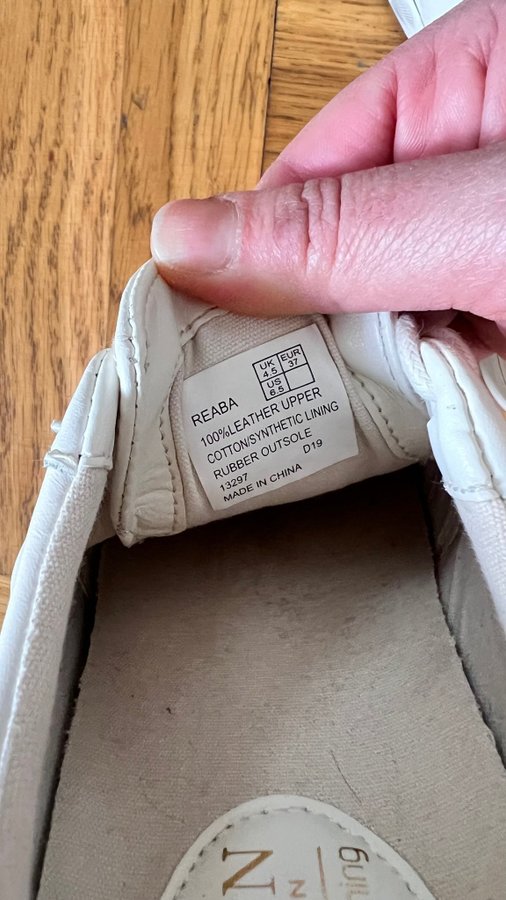 UK EUR
4.5 37
US
6.5
REABA
100%LEATHER UPPER
COTTON/SYNTHETIC LINING
RUBBER OUTSOLE
13297 D19
MADE IN CHINA
N
N
ning